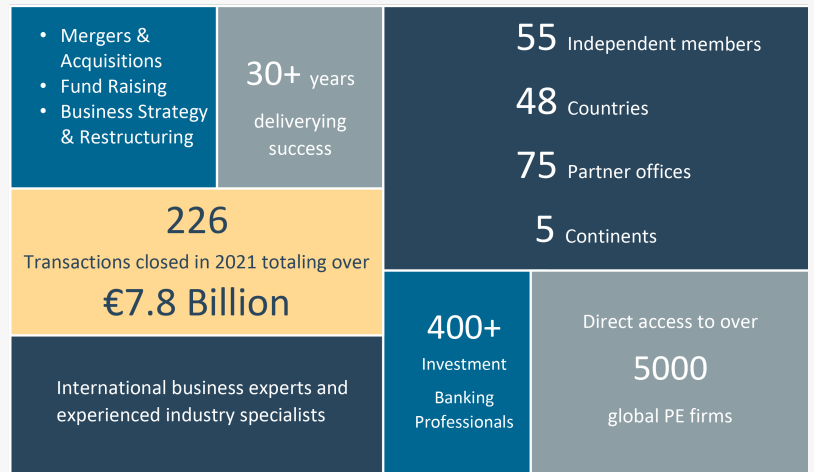 • Mergers &
Acquisitions
• Fund Raising
• Business Strategy
& Restructuring
30+ years
deliverying
success
55 Independent members
48 Countries
75 Partner offices
5 Continents
226
Transactions closed in 2021 totaling over
€7.8 Billion
400+
Investment
Banking
Professionals
Direct access to over
5000
global PE firms
International business experts and
experienced industry specialists